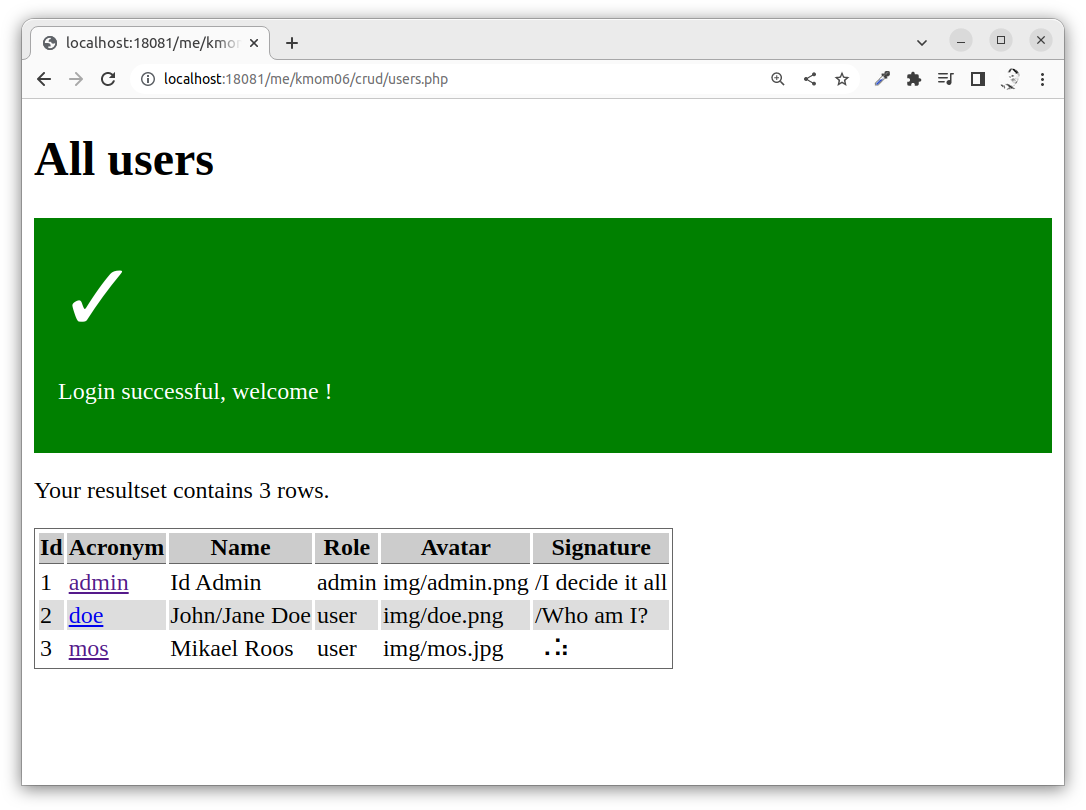 localhost:18081/me/kmom
localhost:18081/me/kmom06/crud/users.php
All users
✓
Login successful, welcome !
Your resultset contains 3 rows.
Id Acronym Name Role Avatar Signature
1 admin Id Admin admin img/admin.png /I decide it all
2 doe John/Jane Doe user img/doe.png /Who am I?
3 mos Mikael Roos user img/mos.jpg .∴: